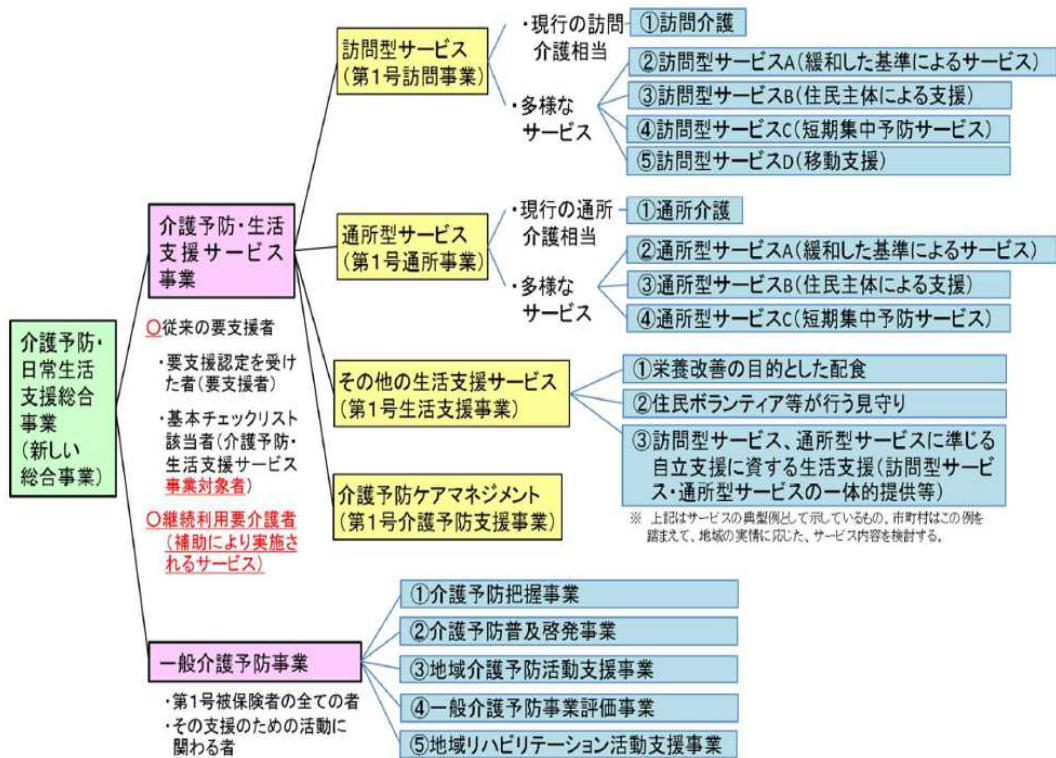 介護予防・
日常生活
支援総合
事業
(新しい
総合事業)
介護予防・生活
支援サービス
事業
〇従来の要支援者
・要支援認定を受け
た者(要支援者)
・基本チェックリスト
該当者(介護予防・
生活支援サービス
事業対象者)
〇継続利用要介護者
(補助により実施さ
れるサービス)
訪問型サービス
(第1号訪問事業)
・現行の訪問
介護相当
①訪問介護
・多様な
サービス
②訪問型サービスA(緩和した基準によるサービス)
③訪問型サービスB(住民主体による支援)
④訪問型サービスC(短期集中予防サービス)
⑤訪問型サービスD(移動支援)
通所型サービス
(第1号通所事業)
・現行の通所
介護相当
①通所介護
・多様な
サービス
②通所型サービスA(緩和した基準によるサービス)
③通所型サービスB(住民主体による支援)
④通所型サービスC(短期集中予防サービス)
その他の生活支援サービス
(第1号生活支援事業)
①栄養改善の目的とした配食
②住民ボランティア等が行う見守り
③訪問型サービス、通所型サービスに準じる
自立支援に資する生活支援(訪問型サービ
ス・通所型サービスの一体的提供等)
※ 上記はサービスの典型例として示しているもの。市町村はこの例を
踏まえて、地域の実情に応じた、サービス内容を検討する。
介護予防ケアマネジメント
(第1号介護予防支援事業)
一般介護予防事業
・第1号被保険者の全ての者
・その支援のための活動に
関わる者
①介護予防把握事業
②介護予防普及啓発事業
③地域介護予防活動支援事業
④一般介護予防事業評価事業
⑤地域リハビリテーション活動支援事業